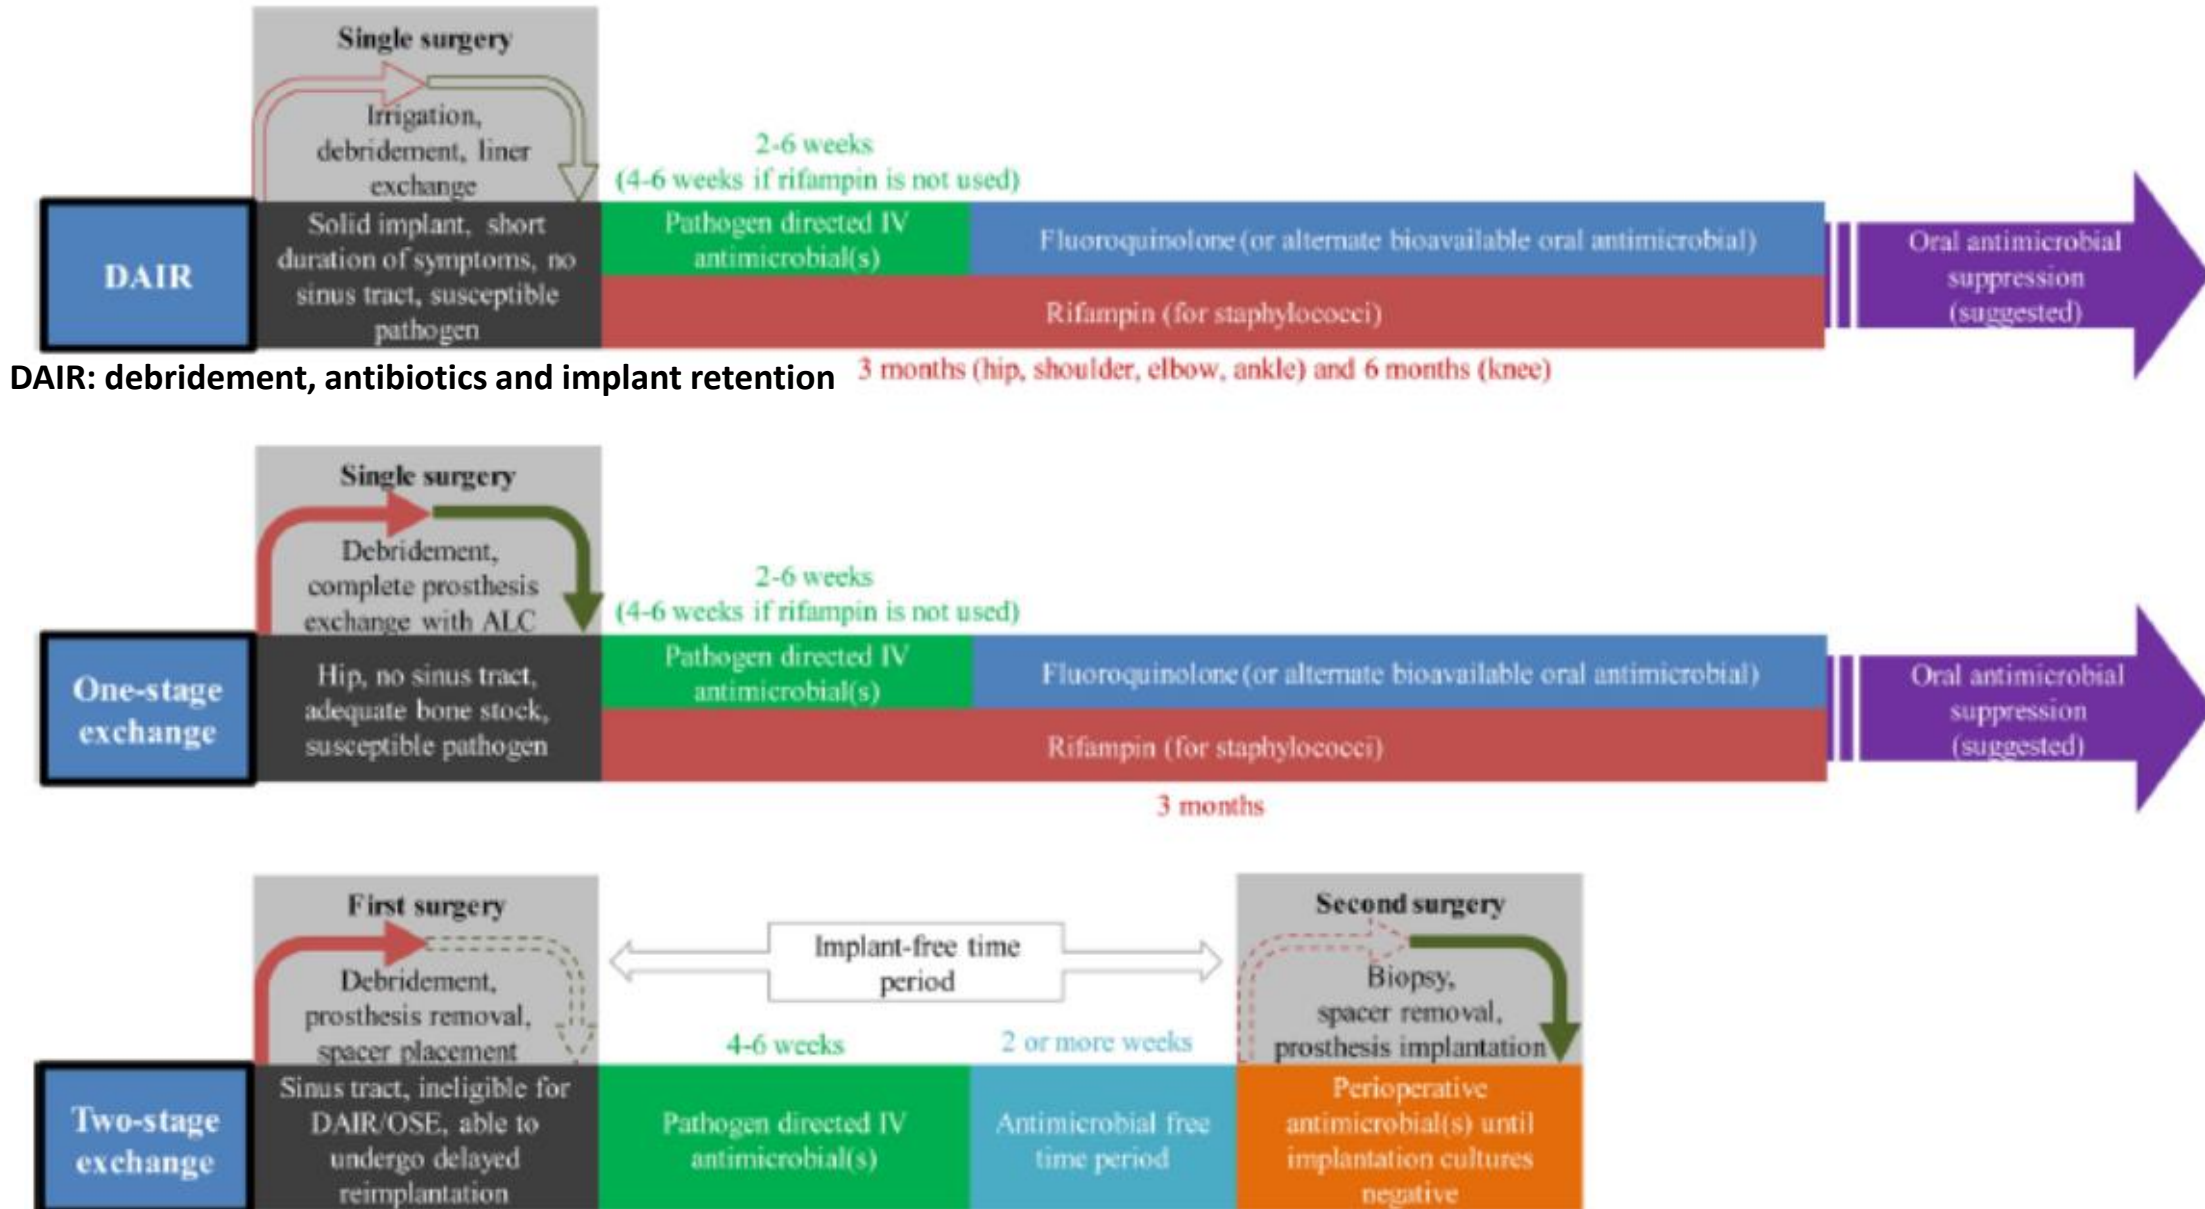 Single surgery
Irrigation,
debridement, liner
exchange
2-6 weeks
(4-6 weeks if rifampin is not used)
DAIR
Solid implant, short
duration of symptoms, no
sinus tract, susceptible
pathogen
Pathogen directed IV
antimicrobial(s)
Fluoroquinolone (or alternate bioavailable oral antimicrobial)
Rifampin (for staphylococci)
Oral antimicrobial
suppression
(suggested)
DAIR: debridement, antibiotics and implant retention
3 months (hip, shoulder, elbow, ankle) and 6 months (knee)
Single surgery
Debridement,
complete prosthesis
exchange with ALC
2-6 weeks
(4-6 weeks if rifampin is not used)
One-stage
exchange
Hip, no sinus tract,
adequate bone stock,
susceptible pathogen
Pathogen directed IV
antimicrobial(s)
Fluoroquinolone (or alternate bioavailable oral antimicrobial)
Rifampin (for staphylococci)
Oral antimicrobial
suppression
(suggested)
3 months
First surgery
Debridement,
prosthesis removal,
spacer placement
Implant-free time
period
4-6 weeks
2 or more weeks
Second surgery
Biopsy,
spacer removal,
prosthesis implantation
Two-stage
exchange
Sinus tract, ineligible for
DAIR/OSE, able to
undergo delayed
reimplantation
Pathogen directed IV
antimicrobial(s)
Antimicrobial free
time period
Perioperative
antimicrobial(s) until
implantation cultures
negative